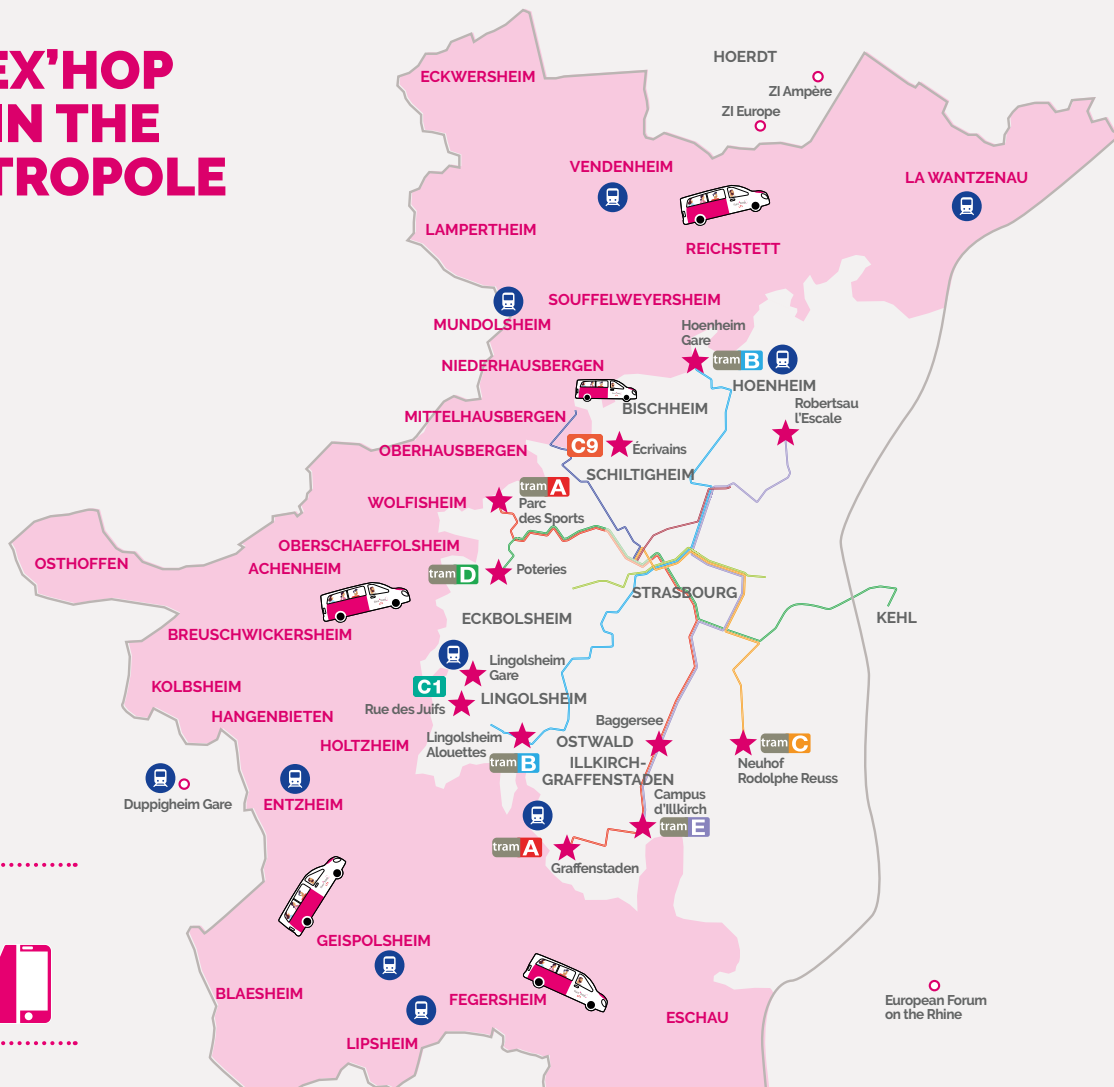 EX'HOP
IN THE
TROPOLE
HOERDT
ECKWERSHEIM
ZI Ampère
ZI Europe
VENDENHEIM
LA WANTZENAU
LAMPERTHEIM
REICHSTETT
SOUFFELWEYERSHEIM
MUNDOLSHEIM
Hoenheim
Gare
tram B
NIEDERHAUSBERGEN
HOENHEIM
BISCHHEIM
Robertsau
l'Escale
MITTELHAUSBERGEN
C9
Écrivains
OBERHAUSBERGEN
SCHILTIGHEIM
tram A
WOLFISHEIM
Parc
des Sports
OBERSCHAEFFOLSHEIM
OSTHOFFEN
ACHENHEIM
tram D
Poteries
STRASBOURG
ECKBOLSHEIM
KEHL
BREUSCHWICKERSHEIM
Lingolsheim
Gare
C1
KOLBSHEIM
LINGOLSHEIM
Rue des Juifs
HANGENBIETEN
Baggersee
HOLTZHEIM
Lingolsheim
Alouettes
OSTWALD
tram C
tram B
ILLKIRCH-
GRAFFENSTADEN
Neuhof
Rodolphe Reuss
Duppigheim Gare
ENTZHEIM
Campus
d'Illkirch
tram E
tram A
Graffenstaden
GEISPOLSHEIM
BLAESHEIM
FEGERSHEIM
ESCHAU
European Forum
on the Rhine
LIPSHEIM